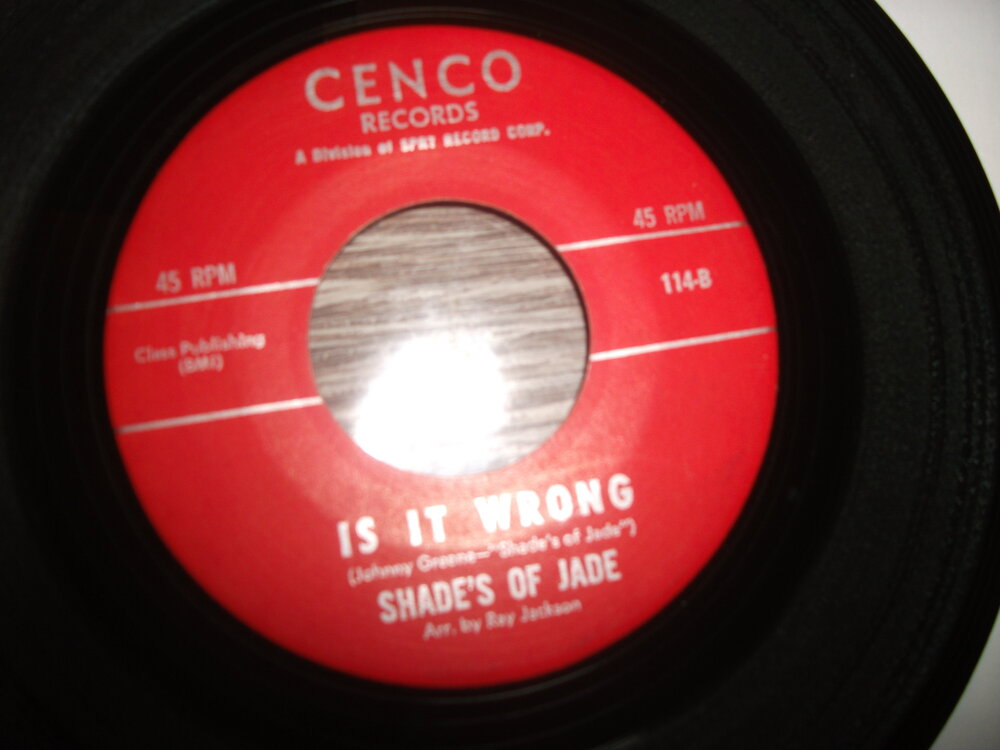 CENCO
RECORDS
A Division of SPQT RECORD CORP.
45 RPM
45 RPM
114-B
Class Publishing
(BMI)
IS IT WRONG
(Johnny Greene—"Shade's of Jade")
SHADE'S OF JADE
Arr. by Ray Jackson